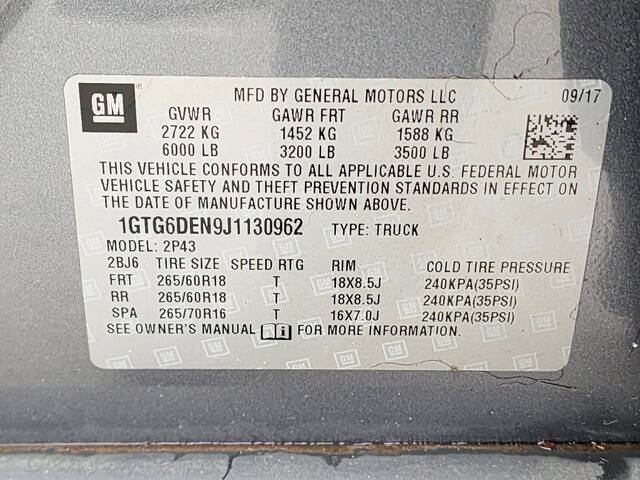 GM
MFD BY GENERAL MOTORS LLC 09/17
GVWR GAWR FRT GAWR RR
2722 KG 1452 KG 1588 KG
6000 LB 3200 LB 3500 LB
THIS VEHICLE CONFORMS TO ALL APPLICABLE U.S. FEDERAL MOTOR
VEHICLE SAFETY AND THEFT PREVENTION STANDARDS IN EFFECT ON
THE DATE OF MANUFACTURE SHOWN ABOVE.
1GTG6DEN9J1130962 TYPE: TRUCK
MODEL: 2P43
2BJ6 TIRE SIZE SPEED RTG RIM COLD TIRE PRESSURE
FRT 265/60R18 T 18X8.5J 240KPA(35PSI)
RR 265/60R18 T 18X8.5J 240KPA(35PSI)
SPA 265/70R16 T 16X7.0J 240KPA(35PSI)
SEE OWNER'S MANUAL FOR MORE INFORMATION.